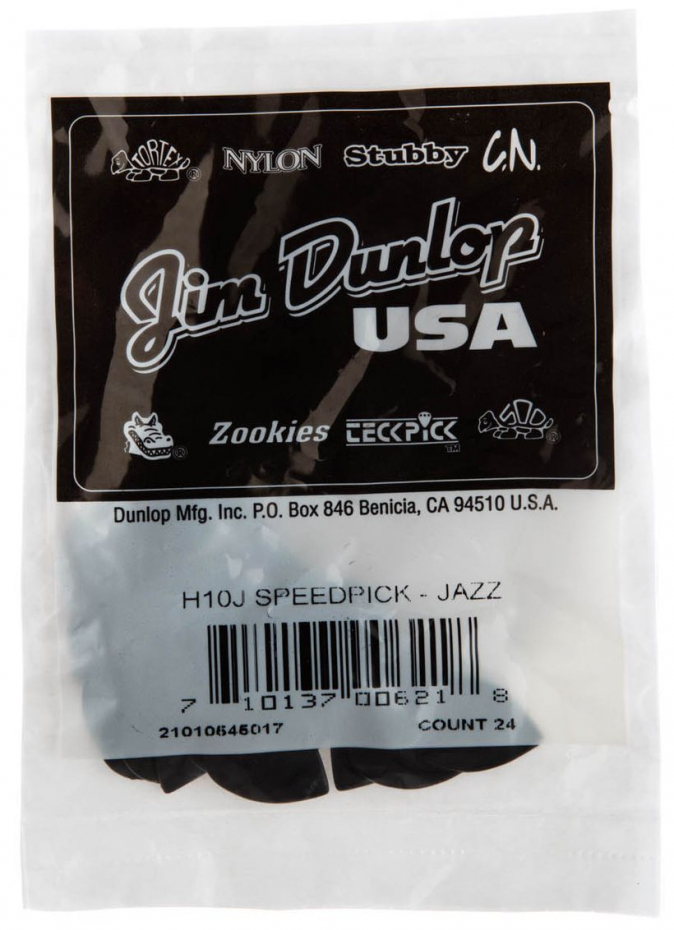 TORTEX®
NYLON Stubby C.N.
Jim Dunlop
USA
® Zookies TECKPICK™ ®
Dunlop Mfg. Inc. P.O. Box 846 Benicia, CA 94510 U.S.A.
H10J SPEEDPICK - JAZZ
7 10137 00621 8
21010645017 COUNT 24